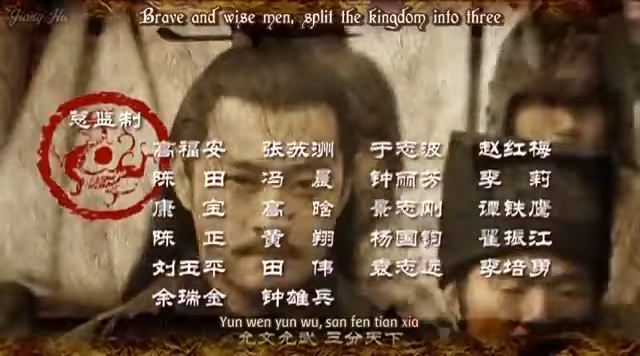 Jiang Hu
Brave and wise men, split the kingdom into three
总监制
高福安 张苏洲 于志波 赵红梅
陈田 冯晨 钟丽芳 李莉
康宝 高晗 景志刚 谭铁鹰
陈正 黄翔 杨国钧 翟振江
刘玉平 田伟 袁志远 李培勇
余瑞金 钟雄兵
Yun wen yun wu, san fen tian xia
允文允武 三分天下